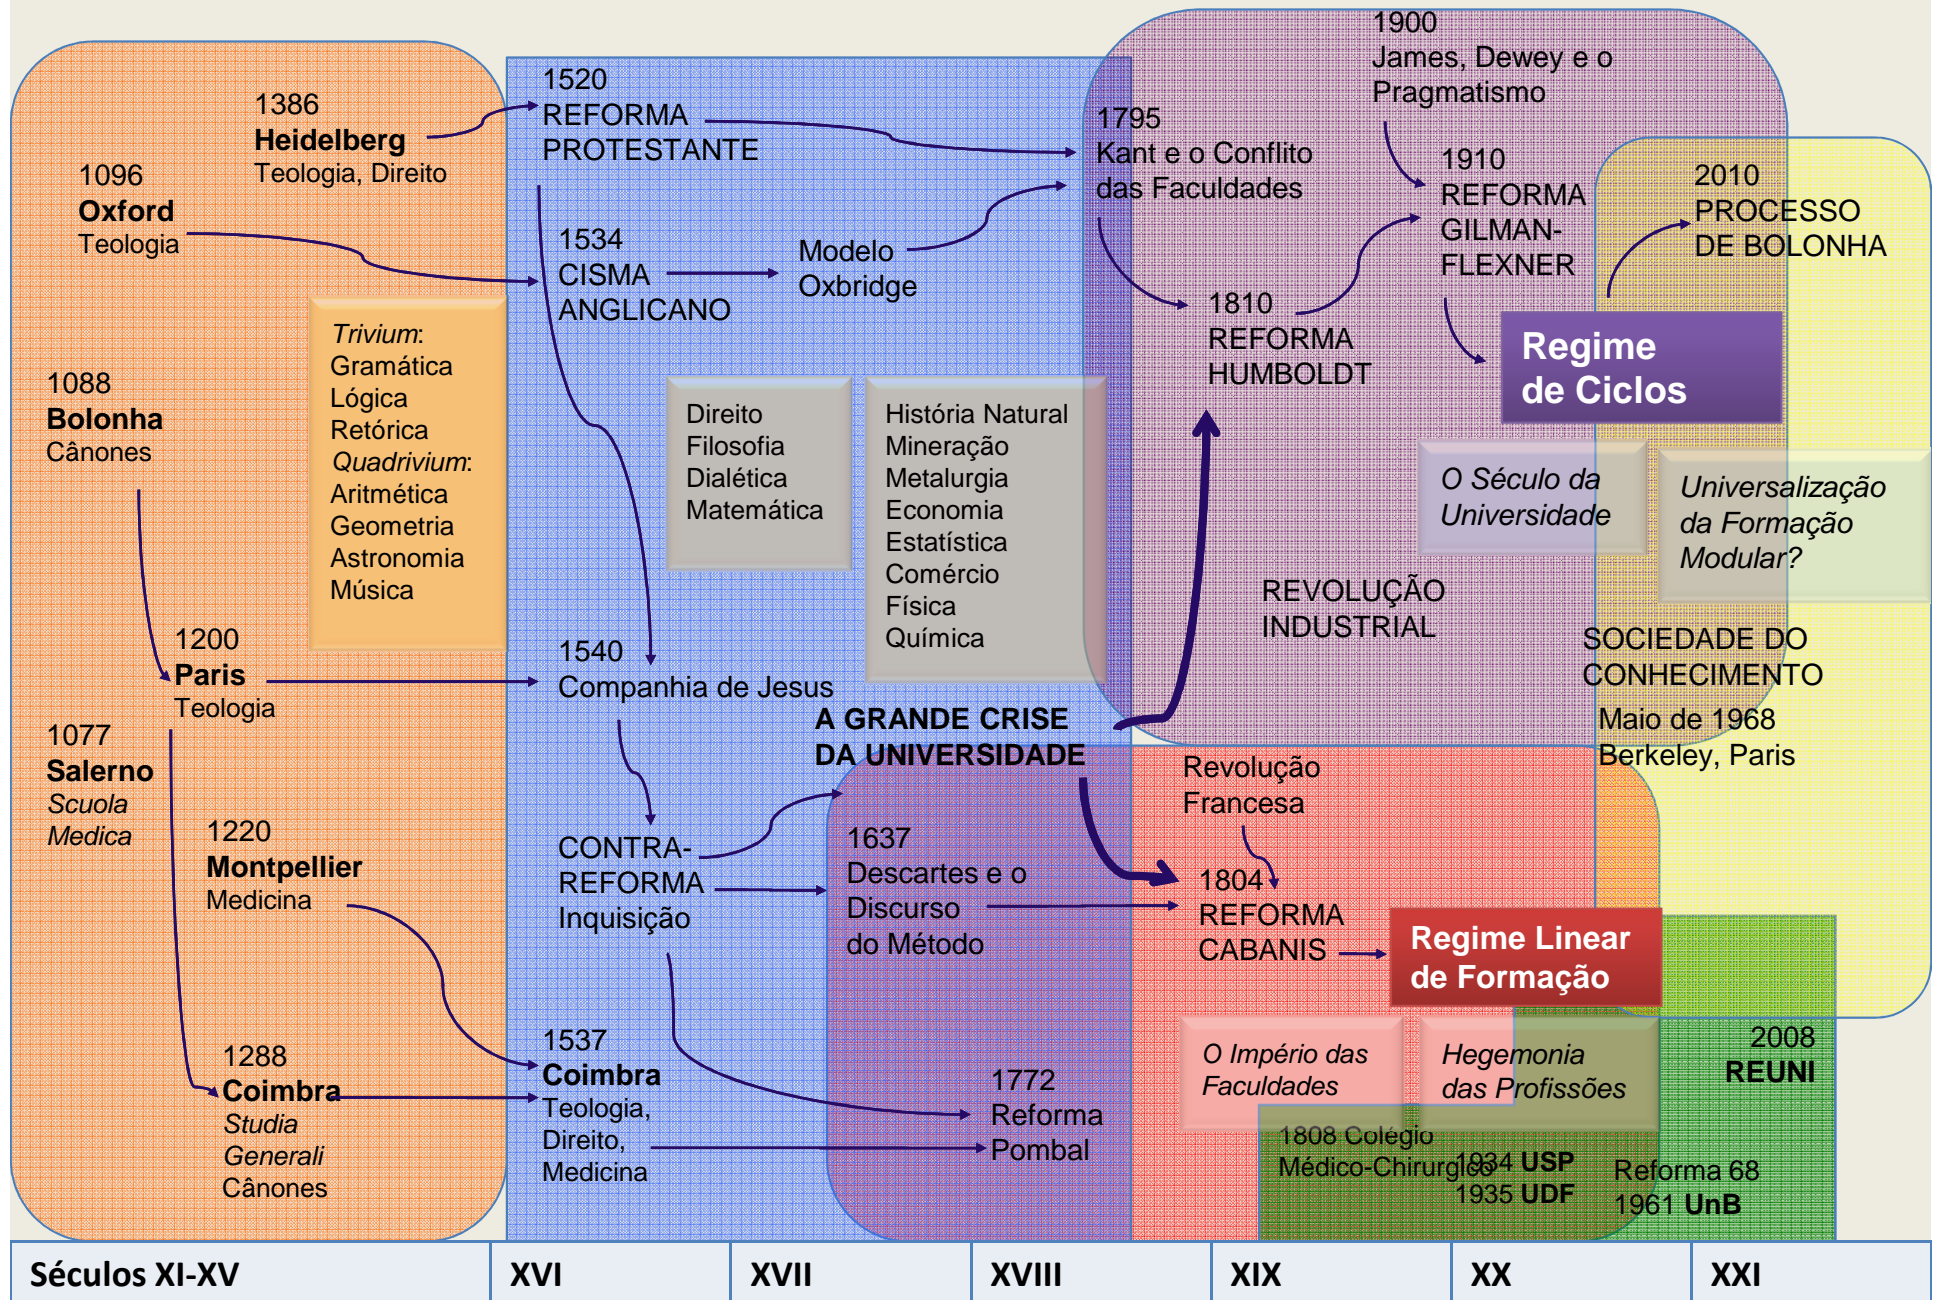 1386
Heidelberg
Teologia, Direito
1096
Oxford
Teologia
Trivium:
Gramática
Lógica
Retórica
Quadrivium:
Aritmética
Geometria
Astronomia
Música
1088
Bolonha
Cânones
1200
Paris
Teologia
1077
Salerno
Scuola
Medica
1220
Montpellier
Medicina
1288
Coimbra
Studia
Generali
Cânones
1520
REFORMA
PROTESTANTE
1534
CISMA
ANGLICANO
Modelo
Oxbridge
Direito
Filosofia
Dialética
Matemática
História Natural
Mineração
Metalurgia
Economia
Estatística
Comércio
Física
Química
1540
Companhia de Jesus
A GRANDE CRISE
DA UNIVERSIDADE
CONTRA-
REFORMA
Inquisição
1637
Descartes e o
Discurso
do Método
1537
Coimbra
Teologia,
Direito,
Medicina
1772
Reforma
Pombal
1795
Kant e o Conflito
das Faculdades
1900
James, Dewey e o
Pragmatismo
1910
REFORMA
GILMAN-
FLEXNER
1810
REFORMA
HUMBOLDT
2010
PROCESSO
DE BOLONHA
Regime
de Ciclos
O Século da
Universidade
Universalização
da Formação
Modular?
REVOLUÇÃO
INDUSTRIAL
SOCIEDADE DO
CONHECIMENTO
Maio de 1968
Berkeley, Paris
Revolução
Francesa
1804
REFORMA
CABANIS
Regime Linear
de Formação
O Império das
Faculdades
Hegemonia
das Profissões
2008
REUNI
1808 Colégio
Médico-Chirurgico
1934 USP
1935 UDF
Reforma 68
1961 UnB
Séculos XI-XV
XVI
XVII
XVIII
XIX
XX
XXI